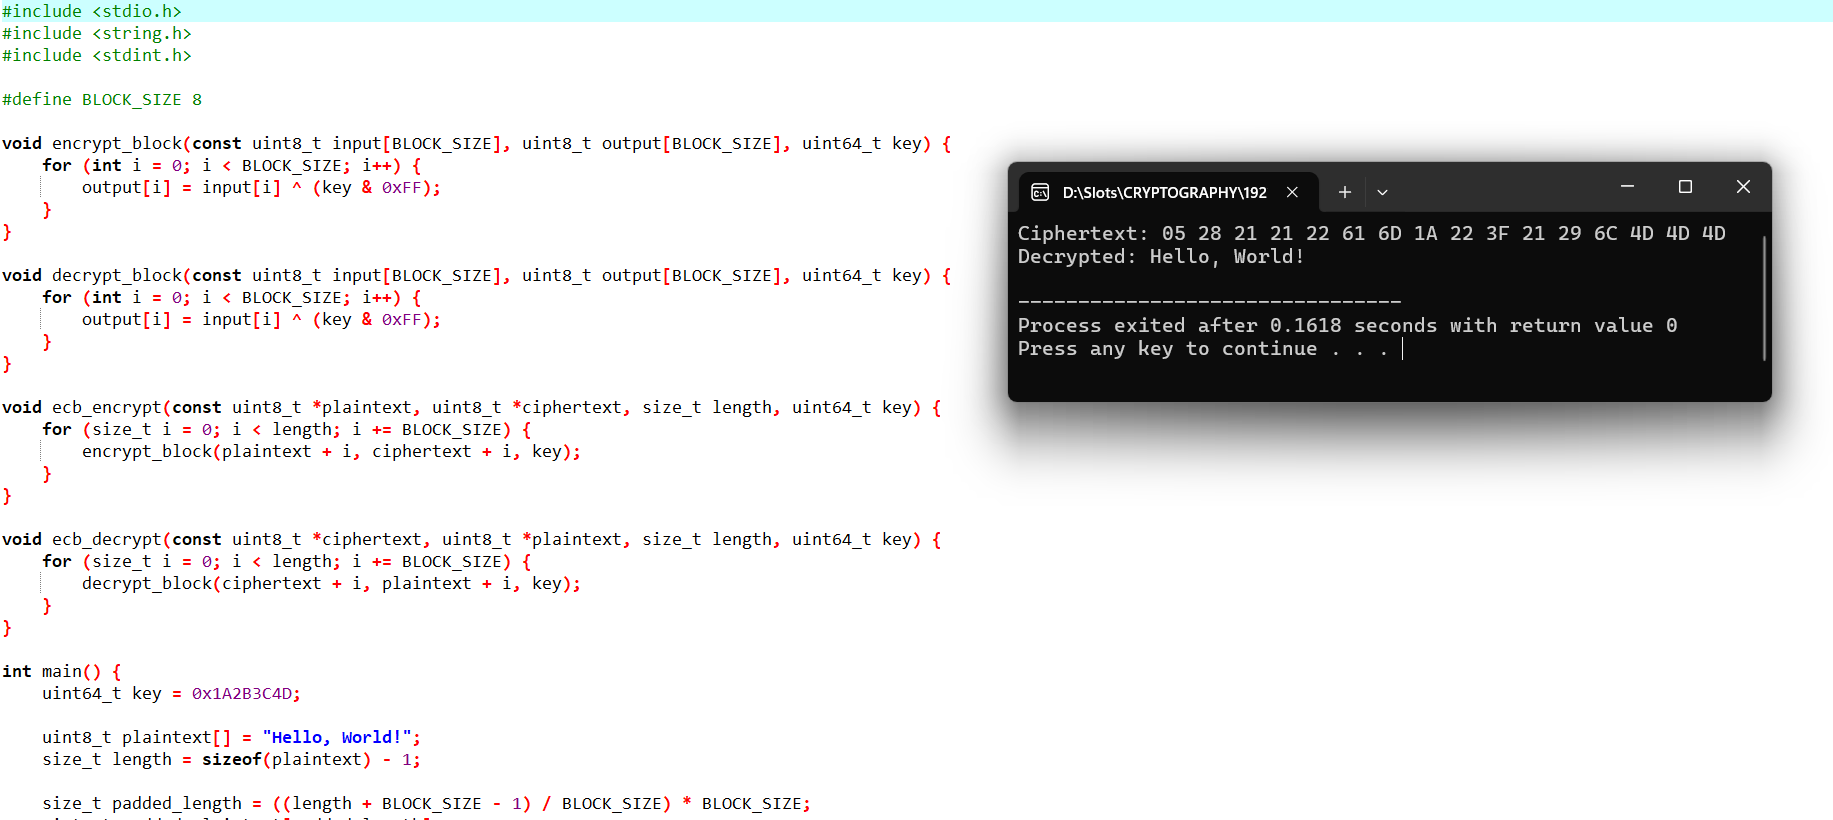 #include <stdio.h>
#include <string.h>
#include <stdint.h>
#define BLOCK_SIZE 8
void encrypt_block(const uint8_t input[BLOCK_SIZE], uint8_t output[BLOCK_SIZE], uint64_t key) {
    for (int i = 0; i < BLOCK_SIZE; i++) {
        output[i] = input[i] ^ (key & 0xFF);
    }
}
void decrypt_block(const uint8_t input[BLOCK_SIZE], uint8_t output[BLOCK_SIZE], uint64_t key) {
    for (int i = 0; i < BLOCK_SIZE; i++) {
        output[i] = input[i] ^ (key & 0xFF);
    }
}
void ecb_encrypt(const uint8_t *plaintext, uint8_t *ciphertext, size_t length, uint64_t key) {
    for (size_t i = 0; i < length; i += BLOCK_SIZE) {
        encrypt_block(plaintext + i, ciphertext + i, key);
    }
}
void ecb_decrypt(const uint8_t *ciphertext, uint8_t *plaintext, size_t length, uint64_t key) {
    for (size_t i = 0; i < length; i += BLOCK_SIZE) {
        decrypt_block(ciphertext + i, plaintext + i, key);
    }
}
int main() {
    uint64_t key = 0x1A2B3C4D;
    uint8_t plaintext[] = "Hello, World!";
    size_t length = sizeof(plaintext) - 1;
    size_t padded_length = ((length + BLOCK_SIZE - 1) / BLOCK_SIZE) * BLOCK_SIZE;
D:\Slots\CRYPTOGRAPHY\192
Ciphertext: 05 28 21 21 22 61 6D 1A 22 3F 21 29 6C 4D 4D 4D
Decrypted: Hello, World!
--------------------------------
Process exited after 0.1618 seconds with return value 0
Press any key to continue . . .